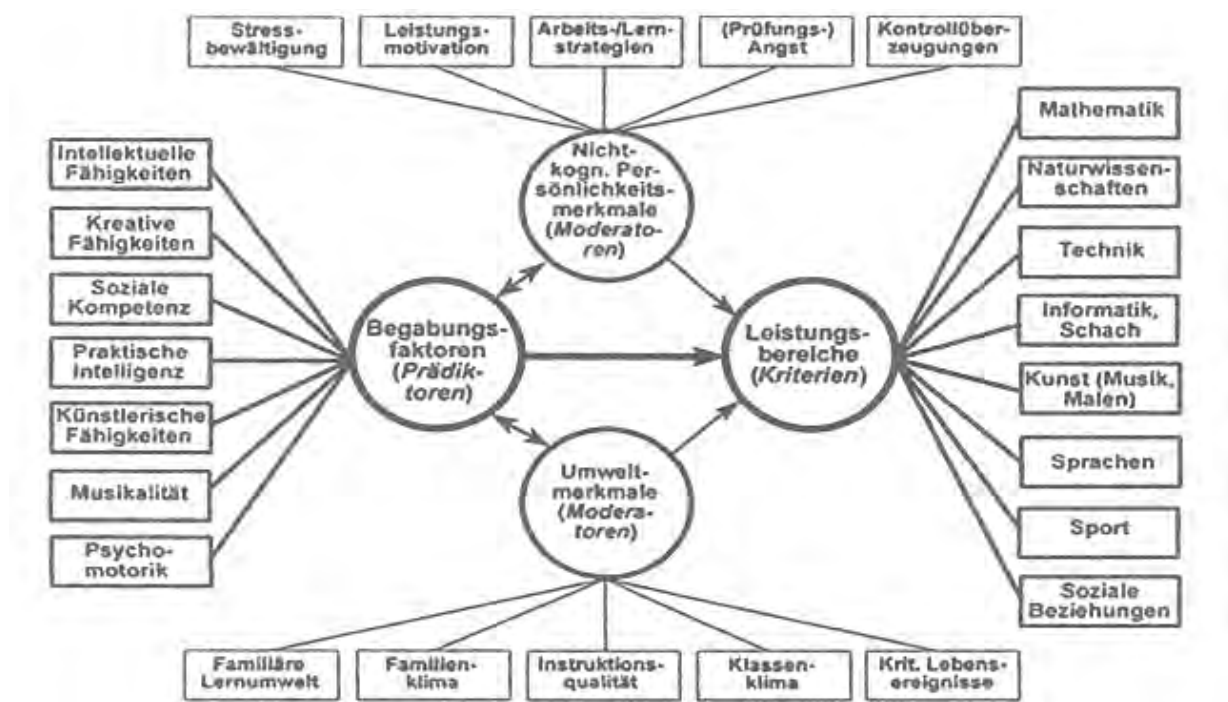 Stress-
bewältigung
Leistungs-
motivation
Arbeits-/Lern-
strategien
(Prüfungs-)
Angst
Kontrollüber-
zeugungen
Intellektuelle
Fähigkeiten
Kreative
Fähigkeiten
Soziale
Kompetenz
Praktische
Intelligenz
Künstlerische
Fähigkeiten
Musikalität
Psycho-
motorik
Nicht-
kogn. Per-
sönlichkeits-
merkmale
(Moderato-
ren)
Begabungs-
faktoren
(Prädik-
toren)
Leistungs-
bereiche
(Kriterien)
Umwelt-
merkmale
(Modera-
toren)
Mathematik
Naturwissen-
schaften
Technik
Informatik,
Schach
Kunst (Musik,
Malen)
Sprachen
Sport
Soziale
Beziehungen
Familiäre
Lernumwelt
Familien-
klima
Instruktions-
qualität
Klassen-
klima
Krit. Lebens-
ereignisse